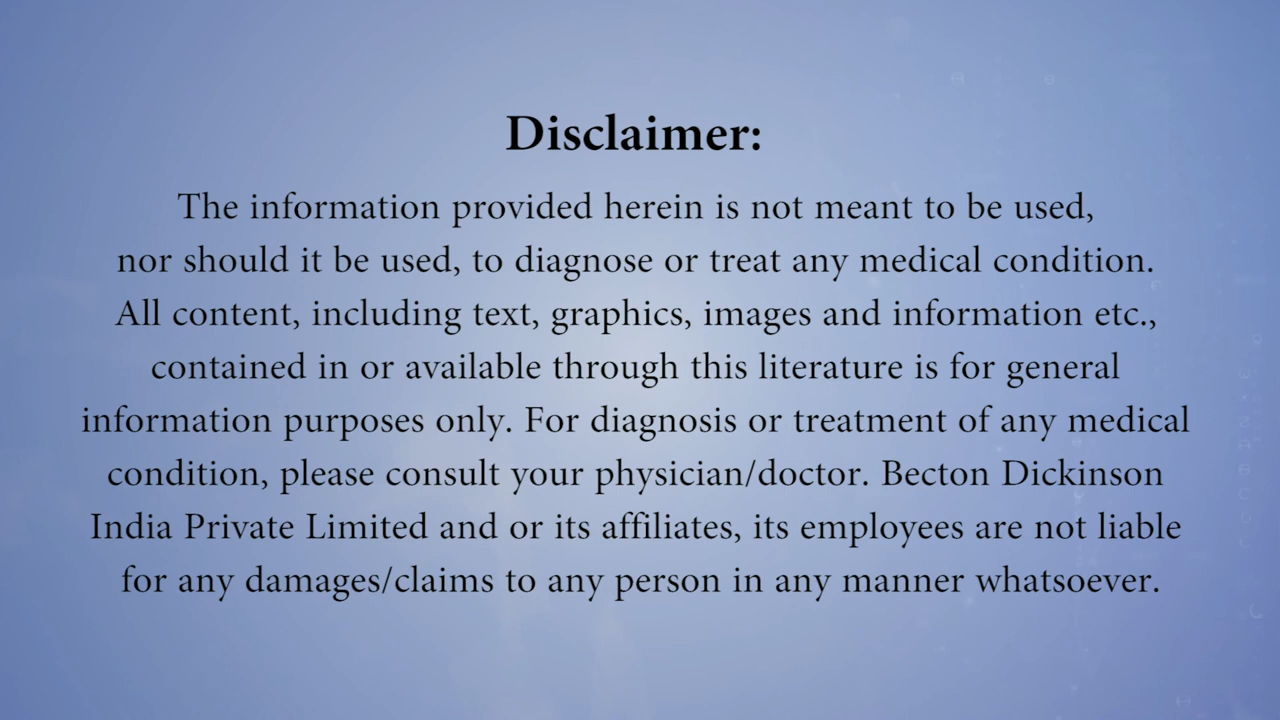 Disclaimer:
The information provided herein is not meant to be used,
nor should it be used, to diagnose or treat any medical condition.
All content, including text, graphics, images and information etc.,
contained in or available through this literature is for general
information purposes only. For diagnosis or treatment of any medical
condition, please consult your physician/doctor. Becton Dickinson
India Private Limited and or its affiliates, its employees are not liable
for any damages/claims to any person in any manner whatsoever.